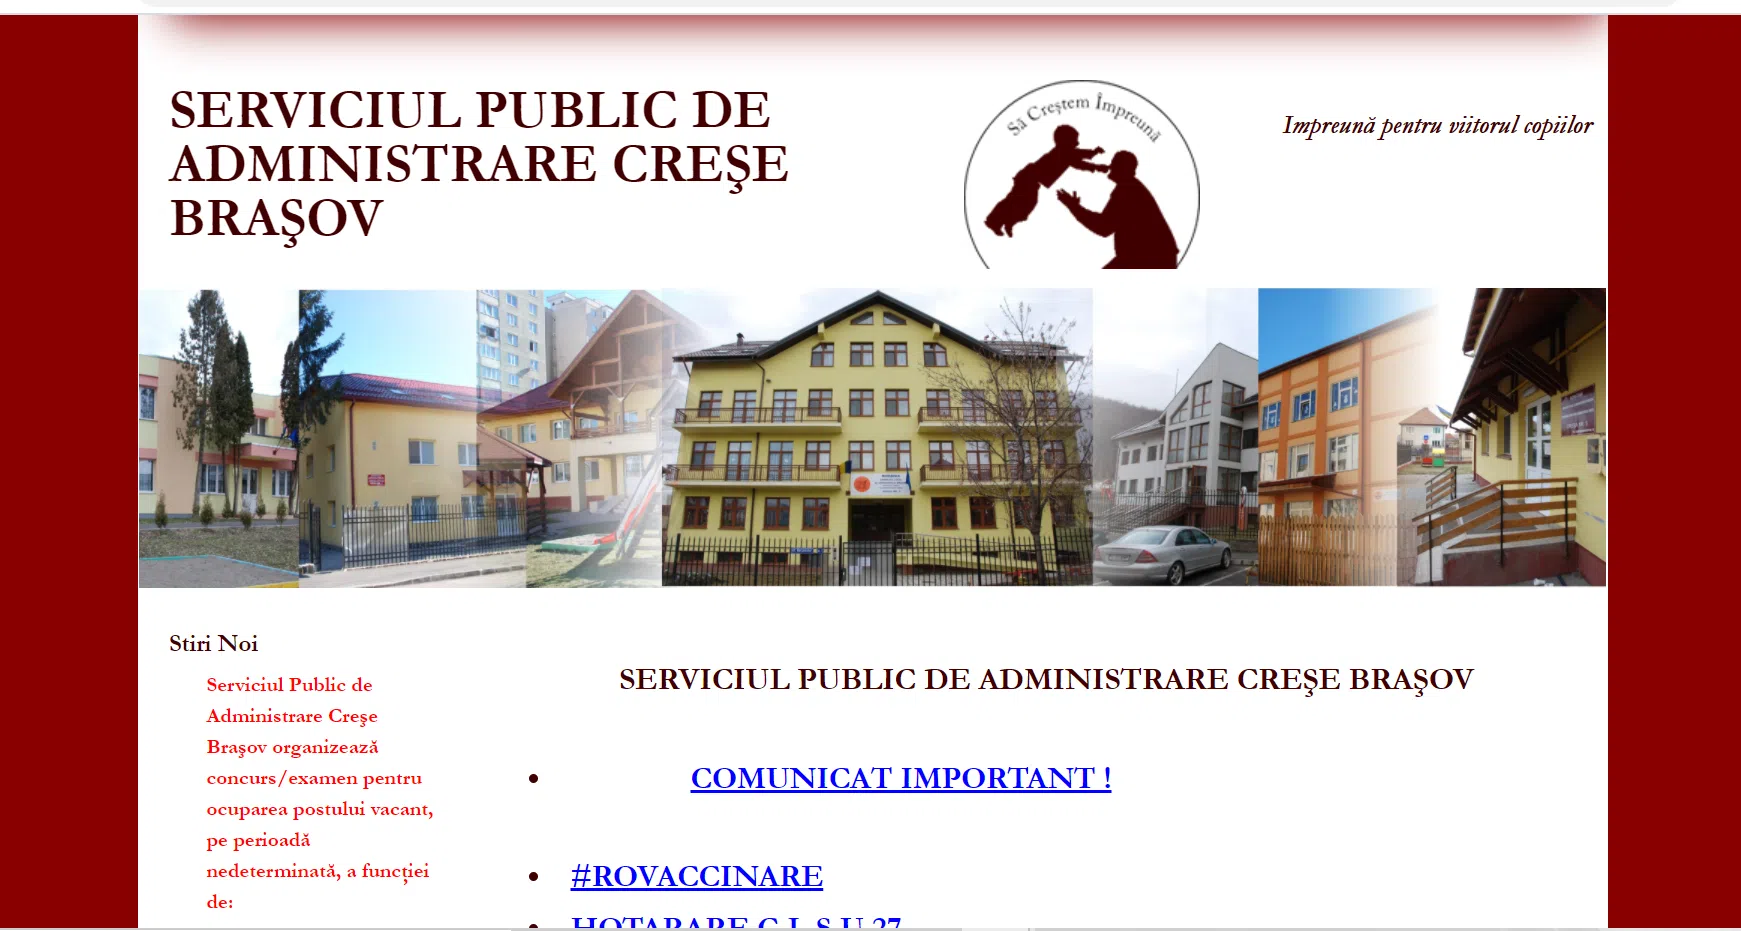 SERVICIUL PUBLIC DE
ADMINISTRARE CREŞE
BRAŞOV
Să Creştem Împreună
Impreună pentru viitorul copiilor
Stiri Noi
Serviciul Public de
Administrare Creşe
Braşov organizează
concurs/examen pentru
ocuparea postului vacant,
pe perioadă
nedeterminată, a funcției
de:
SERVICIUL PUBLIC DE ADMINISTRARE CREŞE BRAŞOV
COMUNICAT IMPORTANT !
#ROVACCINARE
HOTARARE C.J. S.U 27